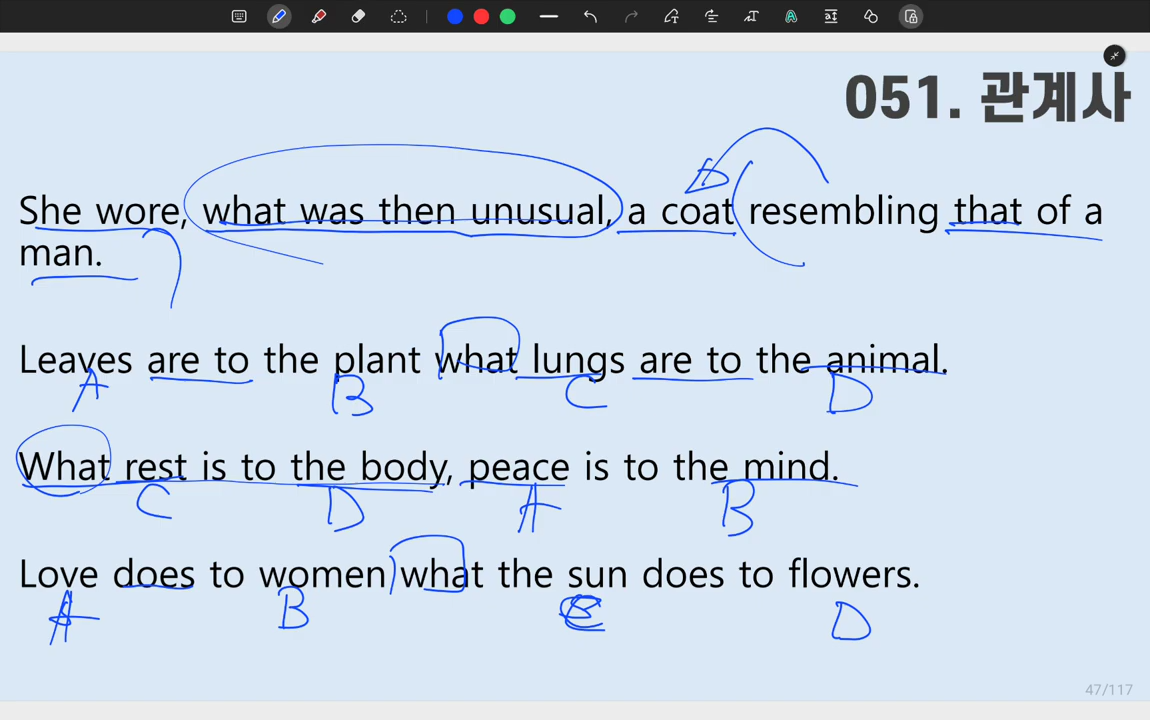 051. 관계사
She wore, what was then unusual, a coat resembling that of a
man.
Leaves are to the plant what lungs are to the animal.
A B C D
What rest is to the body, peace is to the mind.
C D A B
Love does to women what the sun does to flowers.
A B C D
47/117